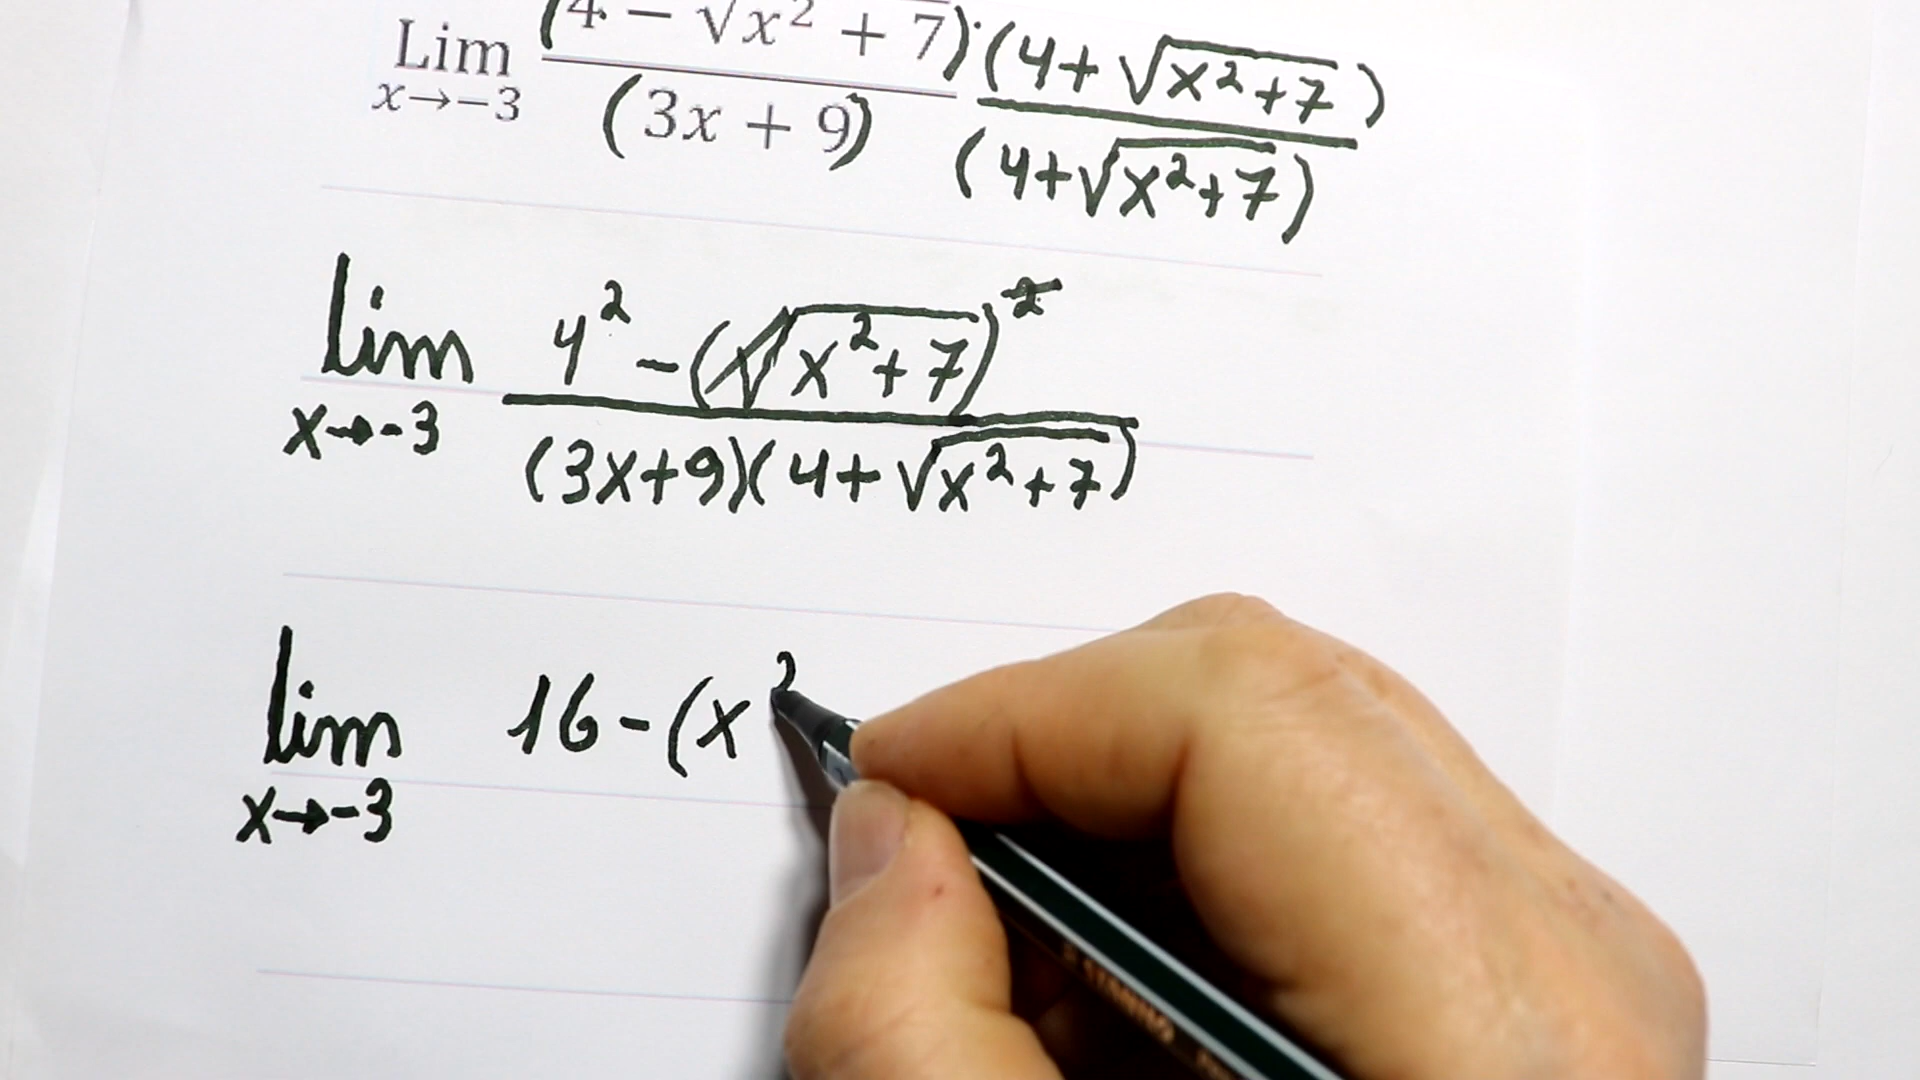 Lim x→-3 (4 - √x² + 7) · (4 + √x²+7)
(3x + 9) (4+√x²+7)
lim x→-3 4² - (√x²+7)²
(3x+9)(4+√x²+7)
lim x→-3 16 - (x²